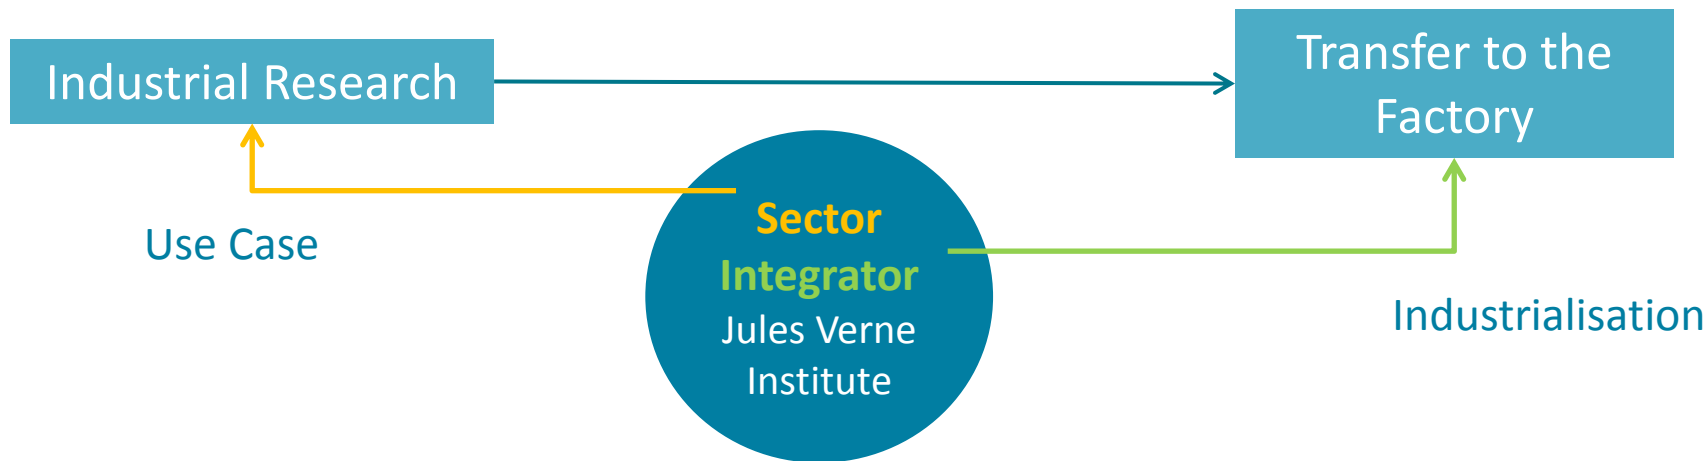 Industrial Research
Transfer to the
Factory
Use Case
Sector
Integrator
Jules Verne
Institute
Industrialisation